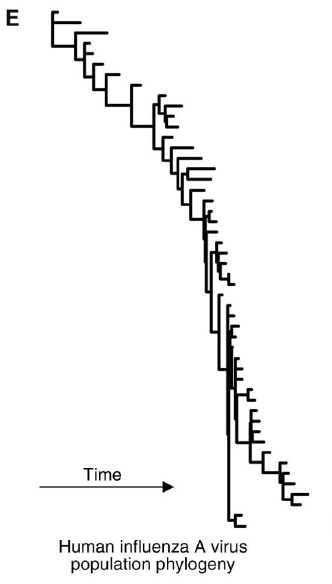 E
Time
Human influenza A virus
population phylogeny